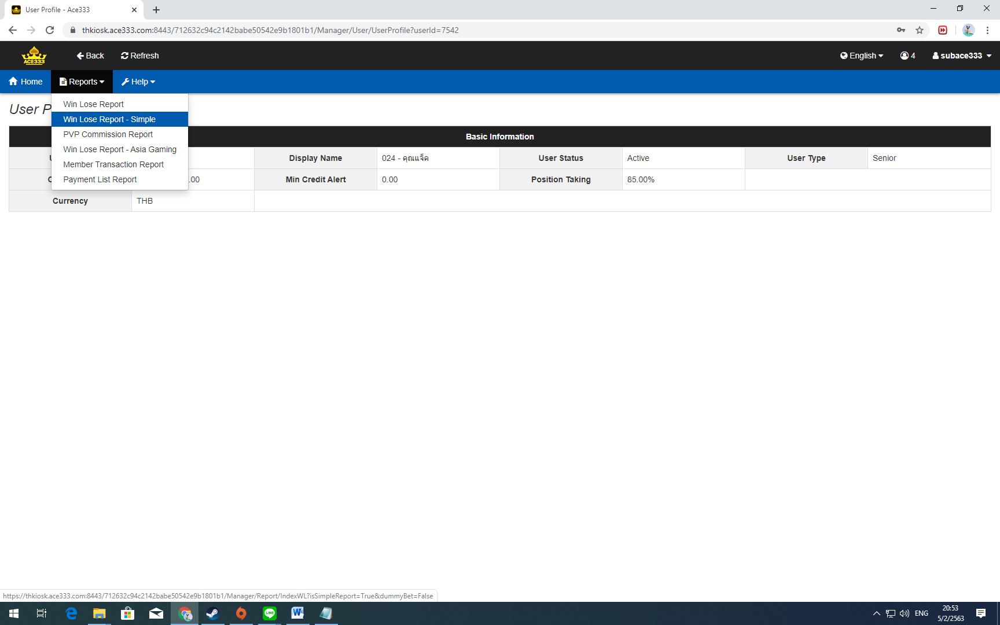 User Profile - Ace333
thkiosk.ace333.com:8443/712632c94c2142babe50542e9b1801b1/Manager/User/UserProfile?userId=7542
ACE333
Back
Refresh
English
4
subace333
Home
Reports
Help
User P
Win Lose Report
Win Lose Report - Simple
PVP Commission Report
Win Lose Report - Asia Gaming
Member Transaction Report
Payment List Report
Basic Information
Display Name 024 - คุณแจ็ค User Status Active User Type Senior
.00 Min Credit Alert 0.00 Position Taking 85.00%
Currency THB
https://thkiosk.ace333.com:8443/712632c94c2142babe50542e9b1801b1/Manager/Report/IndexWL?isSimpleReport=True&dummyBet=False
LINE
W
ENG
20:53
5/2/2563